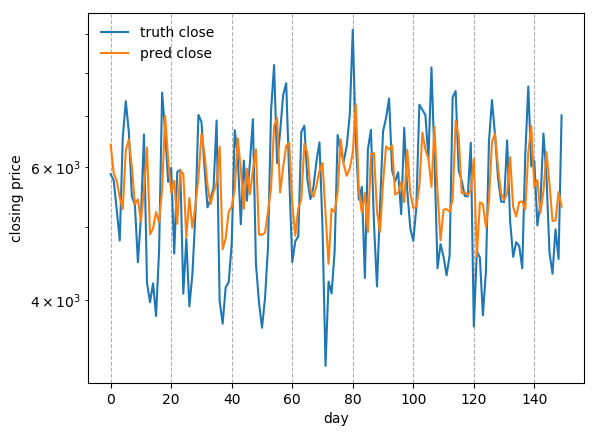 truth close
pred close
closing price
6 × 10³
4 × 10³
0 20 40 60 80 100 120 140
day